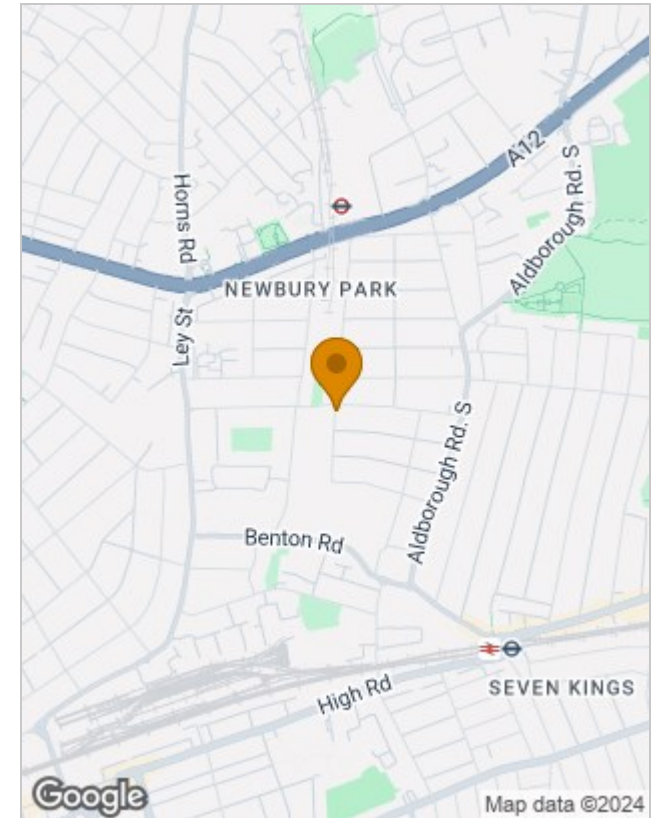 A12
Horns Rd
Aldborough Rd. S
NEWBURY PARK
Ley St
Aldborough Rd. S
Benton Rd
SEVEN KINGS
High Rd
Google
Map data ©2024